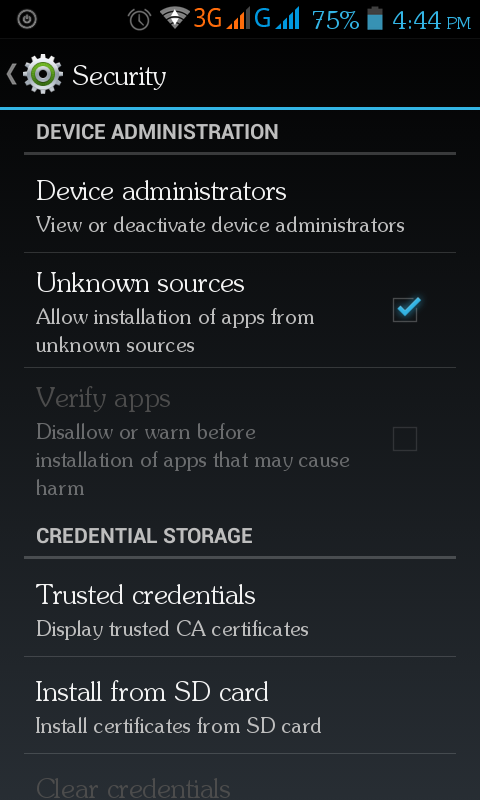 3G G 75% 4:44 PM
Security
DEVICE ADMINISTRATION
Device administrators
View or deactivate device administrators
Unknown sources
Allow installation of apps from
unknown sources
Verify apps
Disallow or warn before
installation of apps that may cause
harm
CREDENTIAL STORAGE
Trusted credentials
Display trusted CA certificates
Install from SD card
Install certificates from SD card
Clear credentials